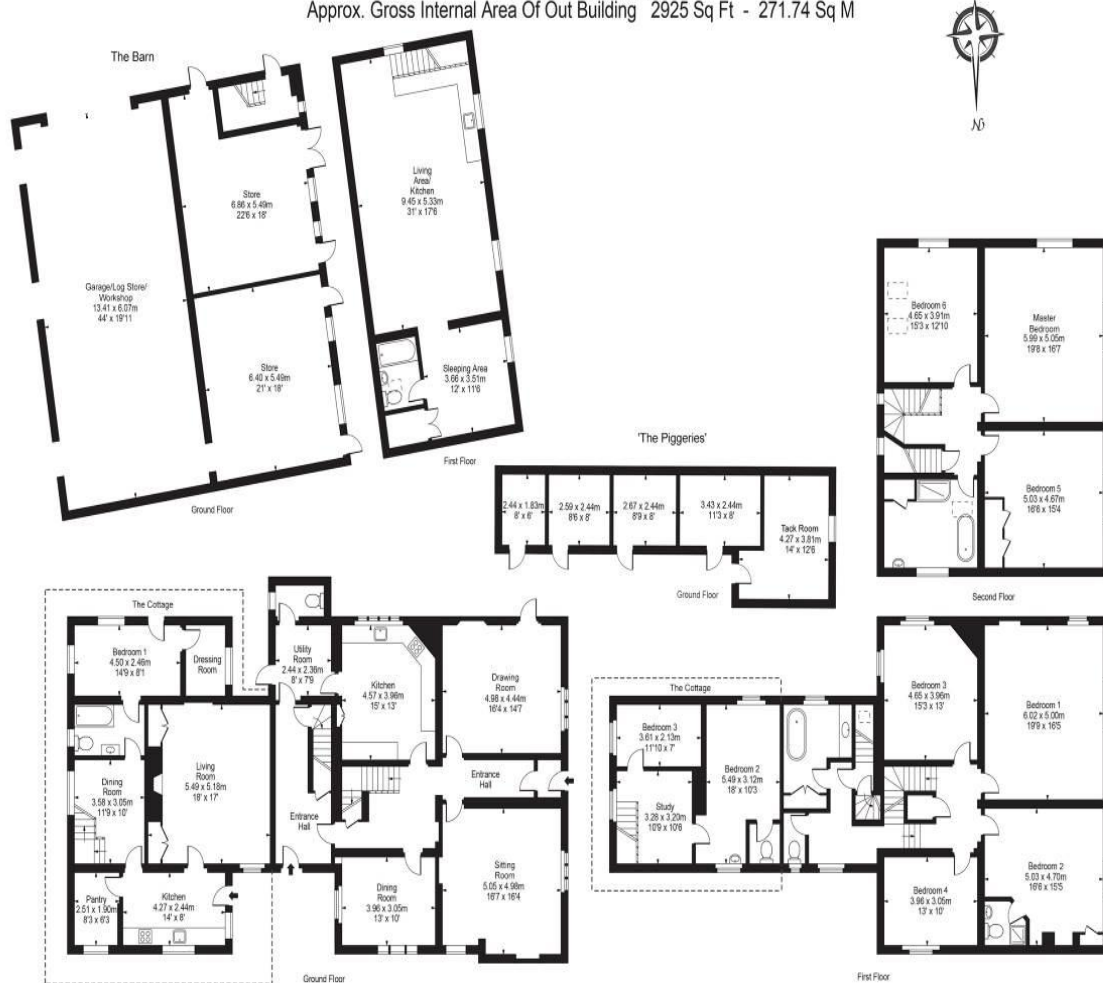 Approx. Gross Internal Area Of Out Building 2925 Sq Ft - 271.74 Sq M
The Barn
N
Store
6.86 x 5.49m
22'6 x 18'
Garage/Log Store/
Workshop
13.41 x 6.07m
44' x 19'11
Store
6.40 x 5.49m
21' x 18'
Ground Floor
Living
Area/
Kitchen
9.45 x 5.33m
31' x 17'6
Sleeping Area
3.66 x 3.51m
12' x 11'6
First Floor
'The Piggeries'
2.44 x 1.83m
8' x 6'
2.59 x 2.44m
8'6 x 8'
2.67 x 2.44m
8'9 x 8'
3.43 x 2.44m
11'3 x 8'
Tack Room
4.27 x 3.81m
14' x 12'6
Ground Floor
Bedroom 6
4.65 x 3.91m
15'3 x 12'10
Master
Bedroom
5.99 x 5.05m
19'8 x 16'7
Bedroom 5
5.03 x 4.67m
16'6 x 15'4
Second Floor
The Cottage
Bedroom 1
4.50 x 2.46m
14'9 x 8'1
Dressing
Room
Dining
Room
3.58 x 3.05m
11'9 x 10'
Living
Room
5.49 x 5.18m
18' x 17'
Pantry
2.51 x 1.90m
8'3 x 6'3
Kitchen
4.27 x 2.44m
14' x 8'
Utility
Room
2.44 x 2.36m
8' x 7'9
Entrance
Hall
Kitchen
4.57 x 3.96m
15' x 13'
Drawing
Room
4.98 x 4.44m
16'4 x 14'7
Entrance
Hall
Dining
Room
3.96 x 3.05m
13' x 10'
Sitting
Room
5.05 x 4.98m
16'7 x 16'4
Ground Floor
The Cottage
Bedroom 3
3.61 x 2.13m
11'10 x 7'
Study
3.28 x 3.20m
10'9 x 10'6
Bedroom 2
5.49 x 3.12m
18' x 10'3
Bedroom 3
4.65 x 3.96m
15'3 x 13'
Bedroom 1
6.02 x 5.00m
19'9 x 16'5
Bedroom 4
3.96 x 3.05m
13' x 10'
Bedroom 2
5.03 x 4.70m
16'6 x 15'5
First Floor